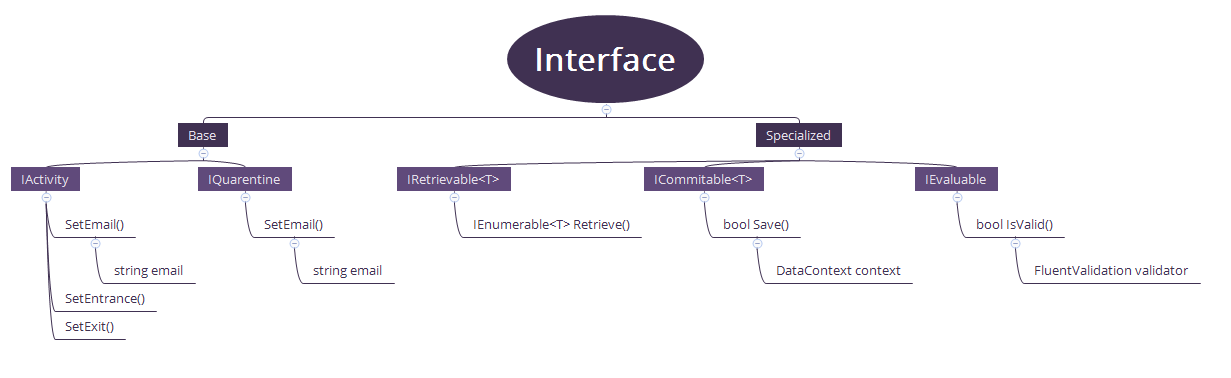 Interface
Base
Specialized
IActivity
IQuarentine
IRetrievable<T>
ICommitable<T>
IEvaluable
SetEmail()
SetEmail()
IEnumerable<T> Retrieve()
bool Save()
bool IsValid()
string email
string email
DataContext context
FluentValidation validator
SetEntrance()
SetExit()